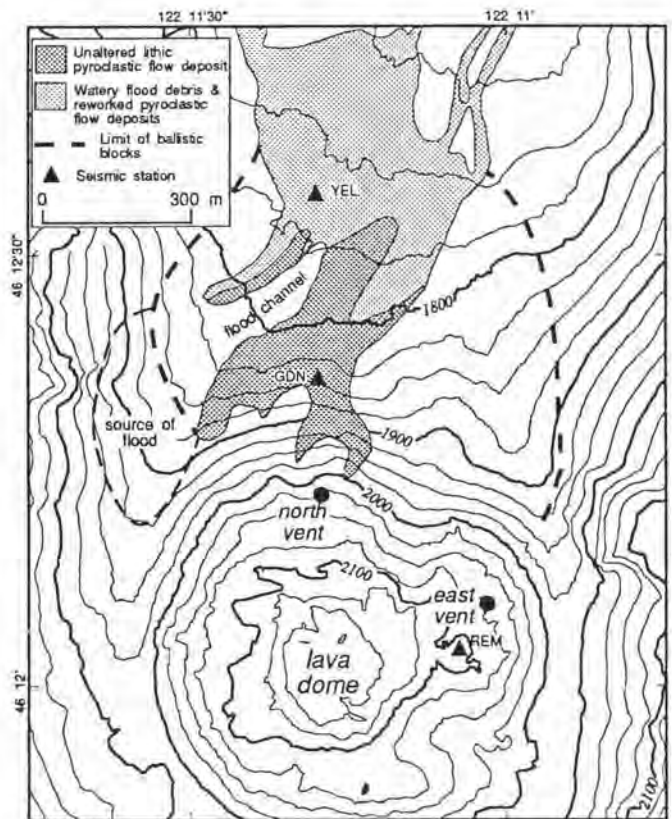 122 11'30"
122 11'
Unaltered lithic
pyroclastic flow deposit
Watery flood debris &
reworked pyroclastic
flow deposits
Limit of ballistic
blocks
Seismic station
0 300 m
YEL
46 12'30"
flood channel
1800
GDN
source of
flood
1900
2000
north
vent
2100
east
vent
REM
lava
dome
46 12'
2100